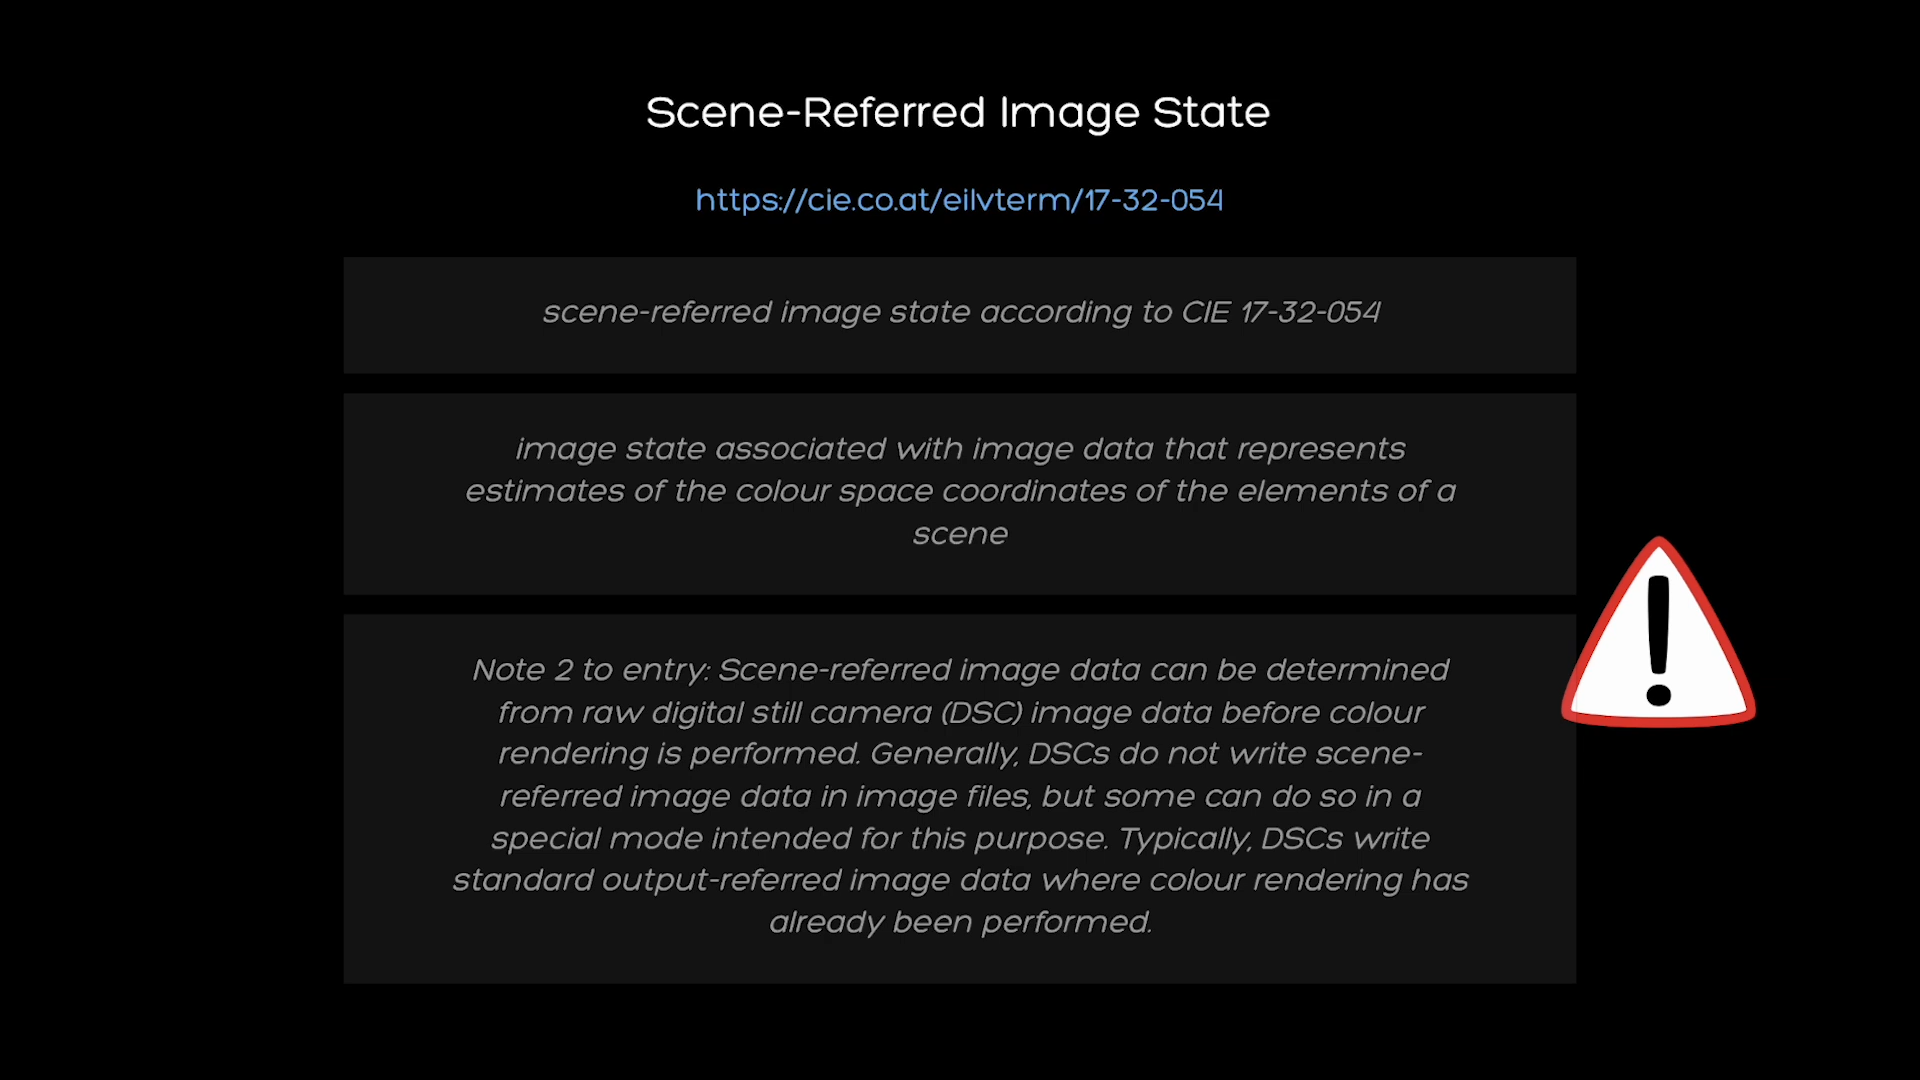 Scene-Referred Image State
https://cie.co.at/eilvterm/17-32-054
scene-referred image state according to CIE 17-32-054
image state associated with image data that represents
estimates of the colour space coordinates of the elements of a
scene
Note 2 to entry: Scene-referred image data can be determined
from raw digital still camera (DSC) image data before colour
rendering is performed. Generally, DSCs do not write scene-
referred image data in image files, but some can do so in a
special mode intended for this purpose. Typically, DSCs write
standard output-referred image data where colour rendering has
already been performed.
!